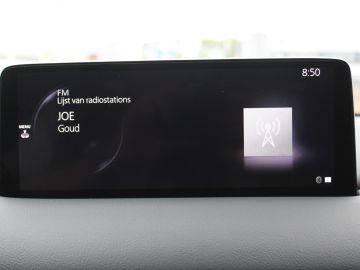 8:50
FM
Lijst van radiostations
JOE
Goud
MENU